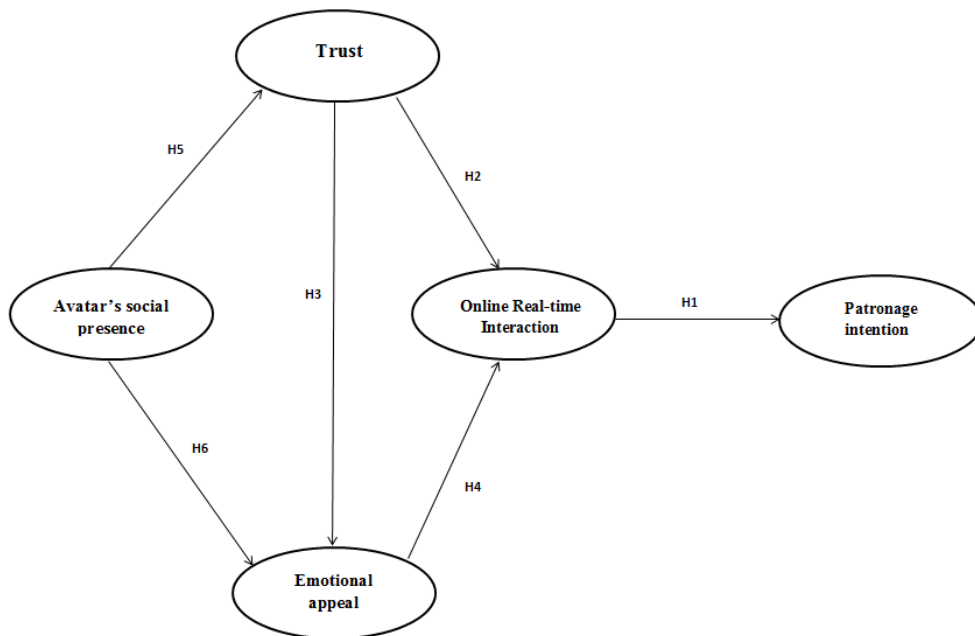 Trust
H5
H2
Avatar's social
presence
H3
Online Real-time
Interaction
H1
Patronage
intention
H6
H4
Emotional
appeal